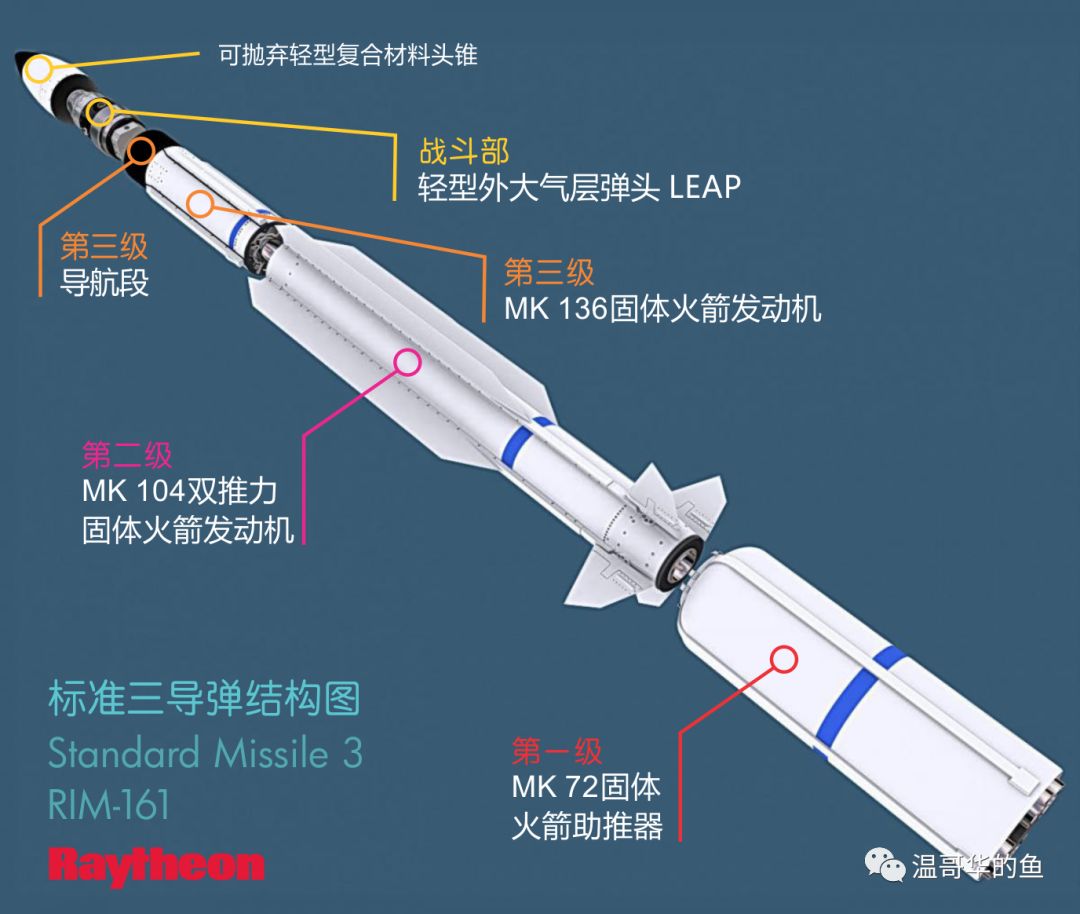 可抛弃轻型复合材料头锥
战斗部
轻型外大气层弹头 LEAP
第三级
导航段
第三级
MK 136固体火箭发动机
第二级
MK 104双推力
固体火箭发动机
标准三导弹结构图
Standard Missile 3
RIM-161
Raytheon
第一级
MK 72固体
火箭助推器
温哥华的鱼